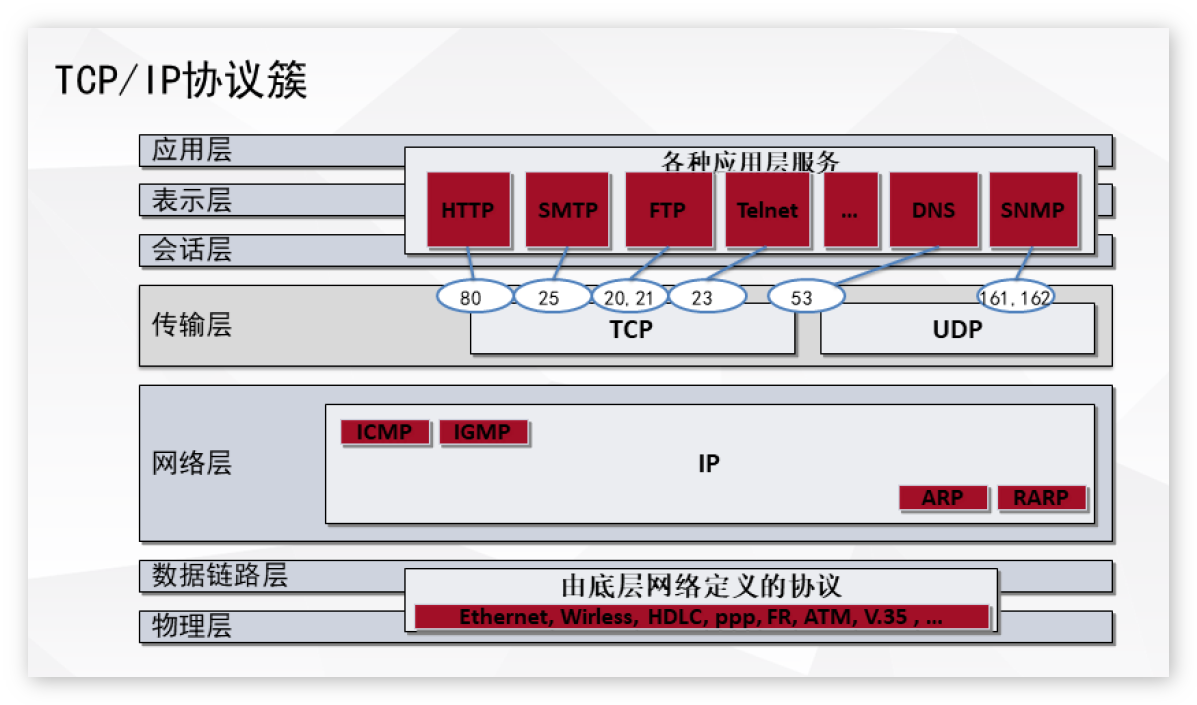 TCP/IP协议簇
应用层
各种应用层服务
表示层
HTTP
SMTP
FTP
Telnet
...
DNS
SNMP
会话层
80
25
20,21
23
53
161,162
传输层
TCP
UDP
ICMP
IGMP
网络层
IP
ARP
RARP
数据链路层
由底层网络定义的协议
Ethernet, Wirless, HDLC, ppp, FR, ATM, V.35 , ...
物理层